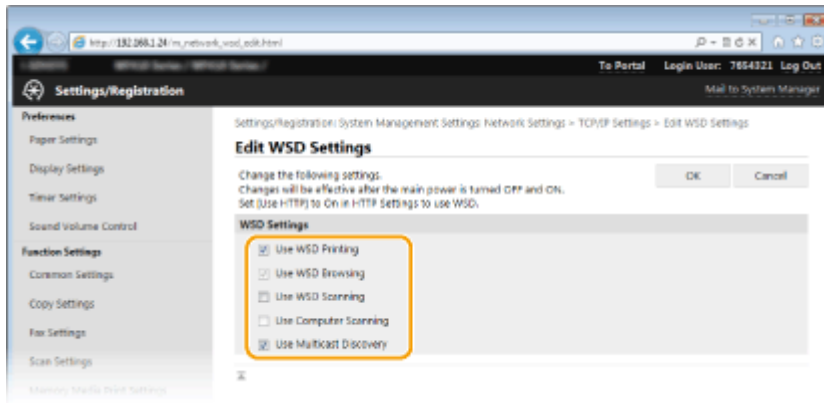 http://192.168.1.24/m_network_wsd_edit.html
To Portal Login User: 7654321 Log Out
Settings/Registration
Mail to System Manager
Preferences
Paper Settings
Display Settings
Timer Settings
Sound Volume Control
Function Settings
Common Settings
Copy Settings
Fax Settings
Scan Settings
Memory Media Print Settings
Settings/Registration: System Management Settings: Network Settings > TCP/IP Settings > Edit WSD Settings
Edit WSD Settings
Change the following settings.
Changes will be effective after the main power is turned OFF and ON.
Set [Use HTTP] to On in HTTP Settings to use WSD.
OK Cancel
WSD Settings
Use WSD Printing
Use WSD Browsing
Use WSD Scanning
Use Computer Scanning
Use Multicast Discovery